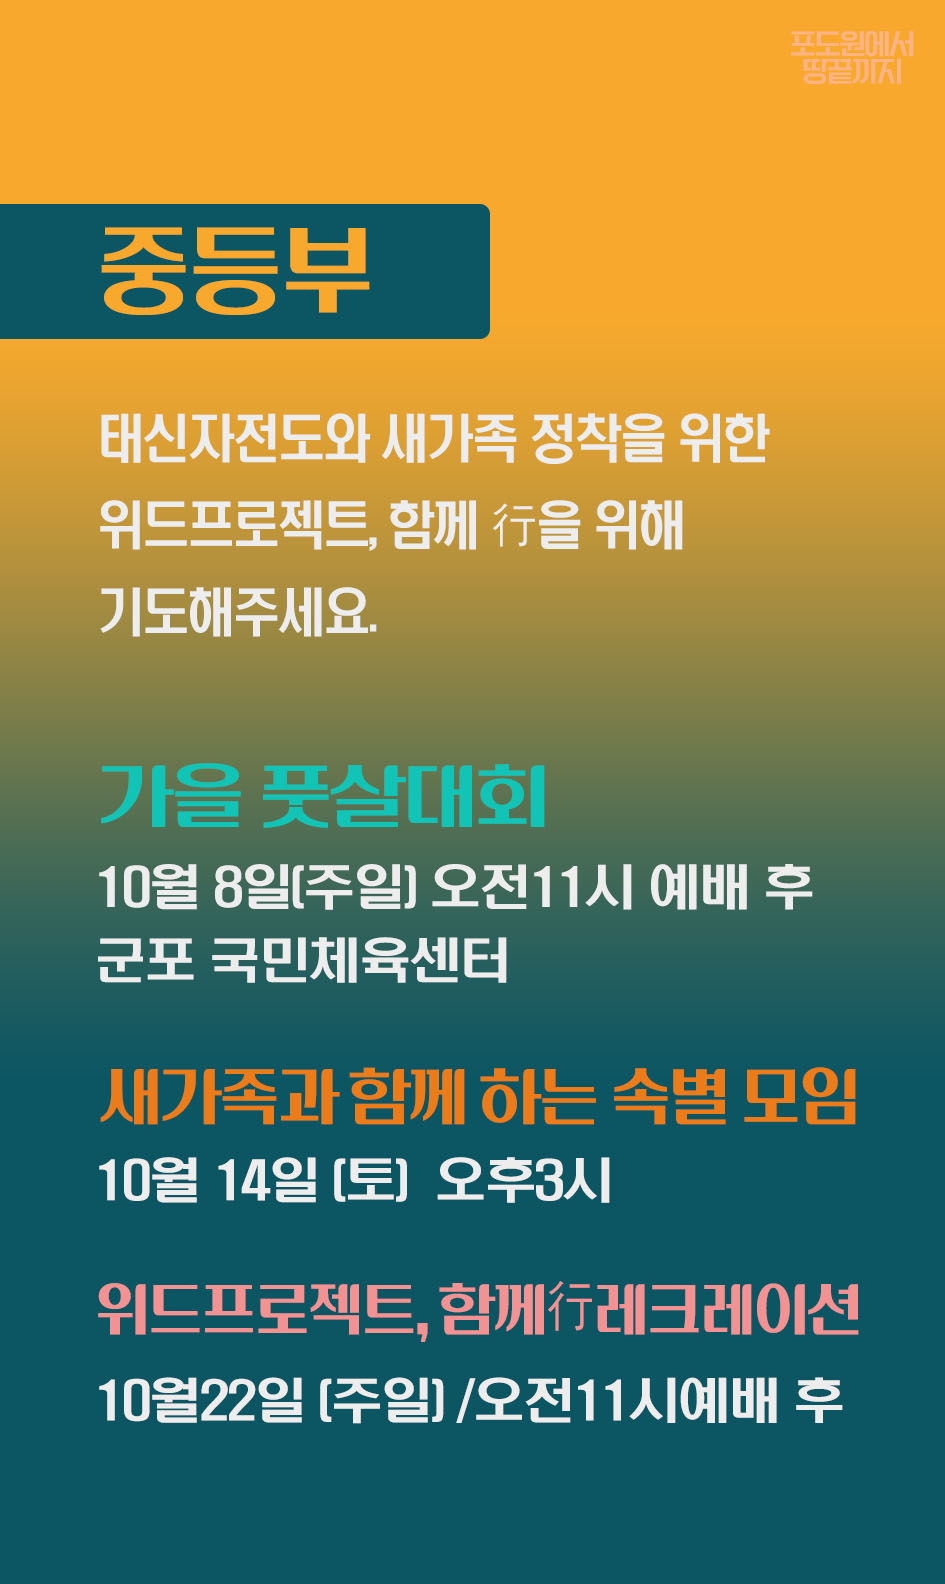 포도원에서
띵끝까지
중등부
태신자전도와 새가족 정착을 위한
위드프로젝트, 함께 行을 위해
기도해주세요.
가을 풋살대회
10월 8일(주일) 오전11시 예배 후
군포 국민체육센터
새가족과 함께 하는 속별 모임
10월 14일 (토) 오후3시
위드프로젝트, 함께行레크레이션
10월22일 (주일) /오전11시예배 후